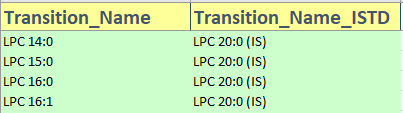 Transition_Name Transition_Name_ISTD
LPC 14:0 LPC 20:0 (IS)
LPC 15:0 LPC 20:0 (IS)
LPC 16:0 LPC 20:0 (IS)
LPC 16:1 LPC 20:0 (IS)